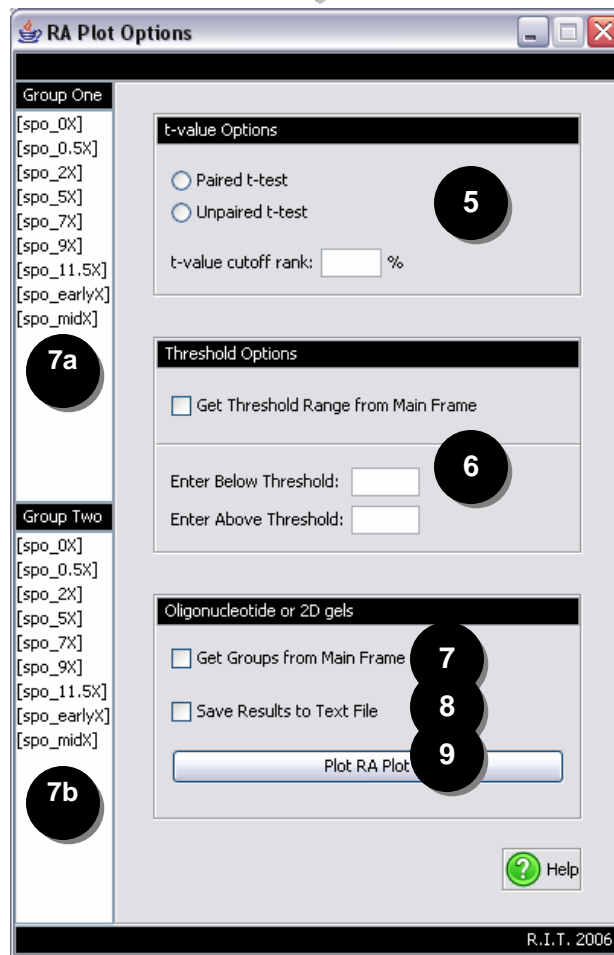 RA Plot Options
Group One
[spo_0X]
[spo_0.5X]
[spo_2X]
[spo_5X]
[spo_7X]
[spo_9X]
[spo_11.5X]
[spo_earlyX]
[spo_midX]
7a
Group Two
[spo_0X]
[spo_0.5X]
[spo_2X]
[spo_5X]
[spo_7X]
[spo_9X]
[spo_11.5X]
[spo_earlyX]
[spo_midX]
7b
t-value Options
Paired t-test
Unpaired t-test
5
t-value cutoff rank: %
Threshold Options
Get Threshold Range from Main Frame
6
Enter Below Threshold:
Enter Above Threshold:
Oligonucleotide or 2D gels
Get Groups from Main Frame 7
Save Results to Text File 8
Plot RA Plot 9
? Help
R.I.T. 2006